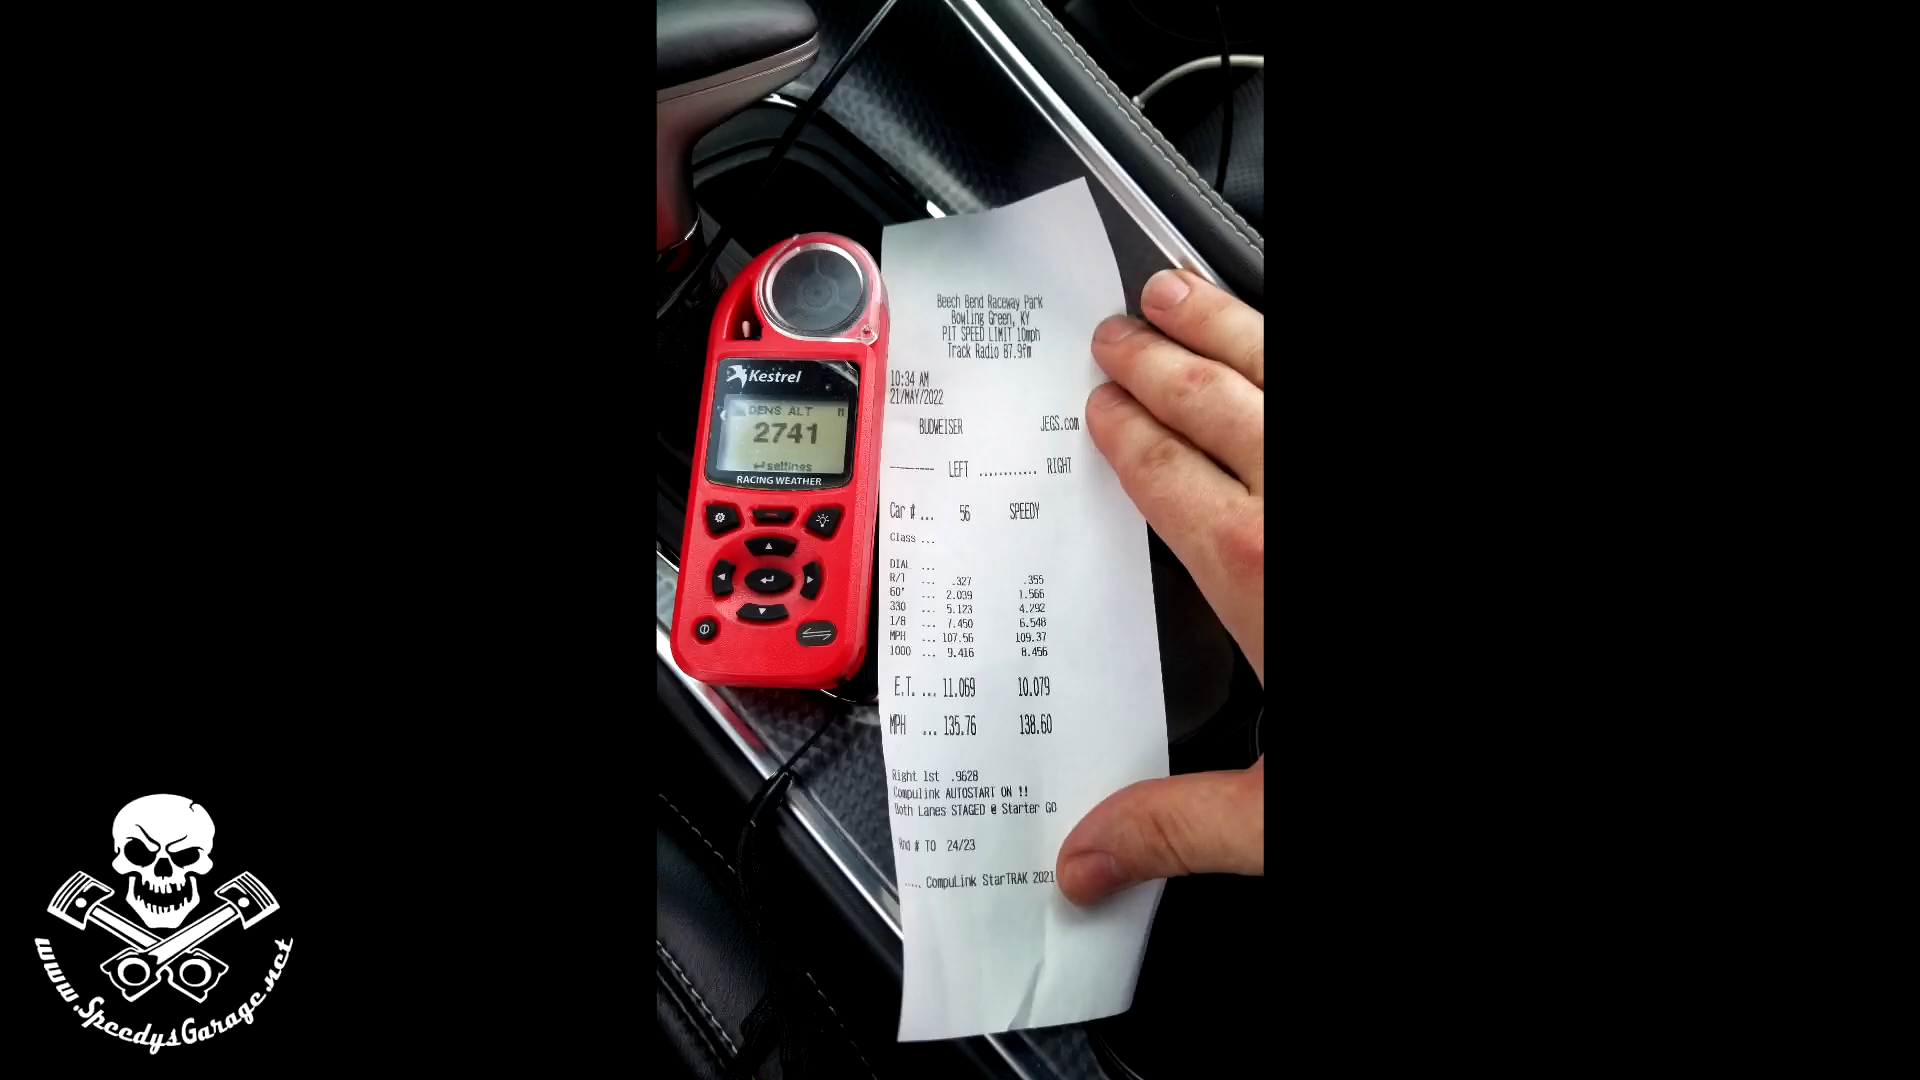 Kestrel
DENS ALT M
2741
settings
RACING WEATHER
Beech Bend Raceway Park
Bowling Green, KY
PIT SPEED LIMIT 10mph
Track Radio 87.9fm
10:34 AM
21/MAY/2022
BUDWEISER JEGS.com
--------- LEFT ............ RIGHT
Car # ... 56 SPEEDY
Class ...
DIAL ...
R/T ... .327 .355
60' ... 2.039 1.566
330 ... 5.123 4.292
1/8 ... 7.450 6.548
MPH ... 107.56 109.37
1000 ... 9.416 8.456
E.T. ... 11.069 10.079
MPH ... 135.76 138.60
Right 1st .9628
Compulink AUTOSTART ON !!
Both Lanes STAGED @ Starter GO
Rnd # TO 24/23
..... CompuLink StarTRAK 2021
www.SpeedysGarage.net